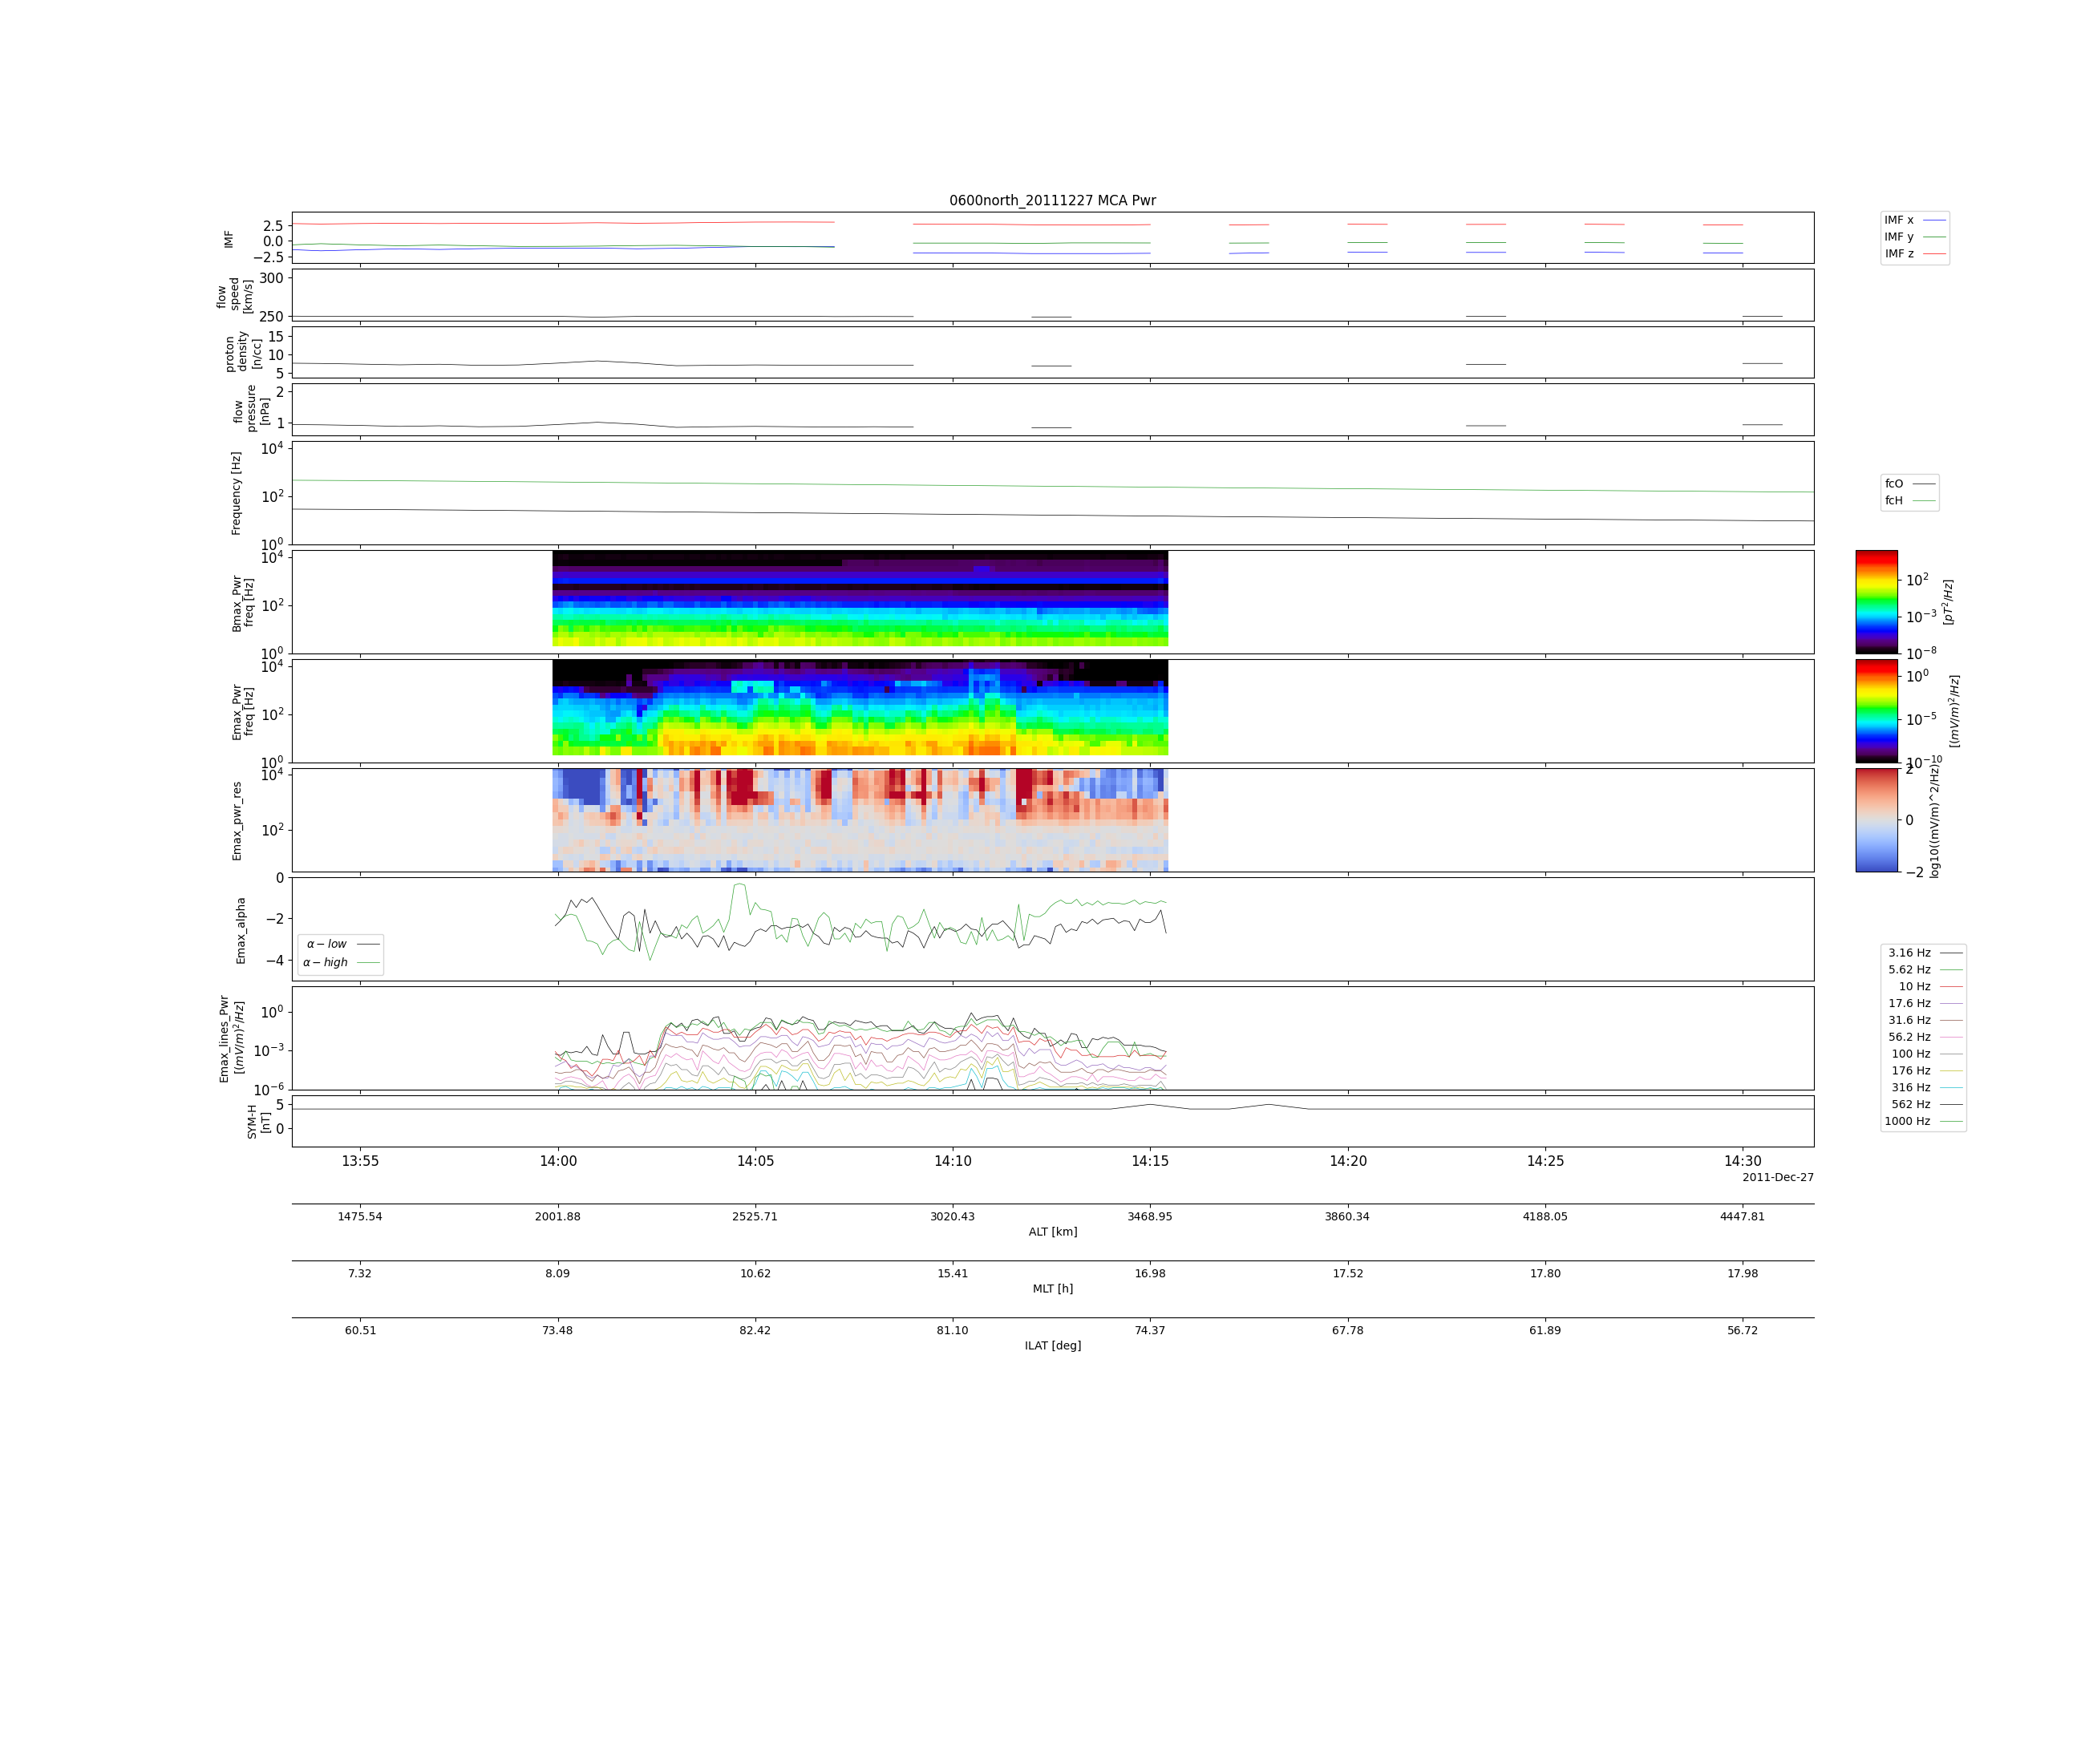 0600north_20111227 MCA Pwr
IMF
2.5
0.0
−2.5
IMF x
IMF y
IMF z
flow
speed
[km/s]
300
250
proton
density
[n/cc]
15
10
5
flow
pressure
[nPa]
2
1
Frequency [Hz]
10^4
10^2
10^0
fcO
fcH
Bmax_Pwr
freq [Hz]
10^4
10^2
10^0
10^2
10^−3
10^−8
[pT^2/Hz]
Emax_Pwr
freq [Hz]
10^4
10^2
10^0
10^0
10^−5
10^−10
[(mV/m)^2/Hz]
Emax_pwr_res
10^4
10^2
2
0
−2
log10((mV/m)^2/Hz)
Emax_alpha
0
−2
−4
α − low
α − high
Emax_lines_Pwr
[(mV/m)^2/Hz]
10^0
10^−3
10^−6
3.16 Hz
5.62 Hz
10 Hz
17.6 Hz
31.6 Hz
56.2 Hz
100 Hz
176 Hz
316 Hz
562 Hz
1000 Hz
SYM-H
[nT]
5
0
13:55 14:00 14:05 14:10 14:15 14:20 14:25 14:30
2011-Dec-27
1475.54 2001.88 2525.71 3020.43 3468.95 3860.34 4188.05 4447.81
ALT [km]
7.32 8.09 10.62 15.41 16.98 17.52 17.80 17.98
MLT [h]
60.51 73.48 82.42 81.10 74.37 67.78 61.89 56.72
ILAT [deg]